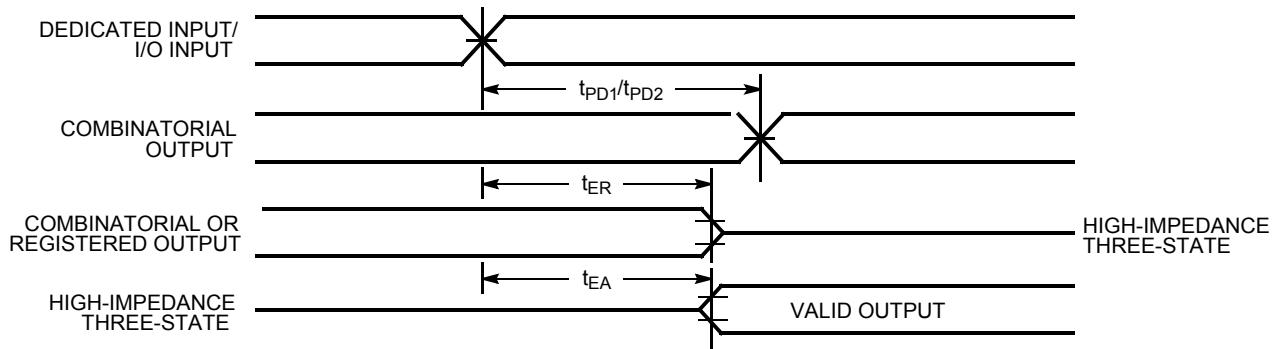 DEDICATED INPUT/
I/O INPUT
tPD1/tPD2
COMBINATORIAL
OUTPUT
tER
COMBINATORIAL OR
REGISTERED OUTPUT
HIGH-IMPEDANCE
THREE-STATE
tEA
HIGH-IMPEDANCE
THREE-STATE
VALID OUTPUT